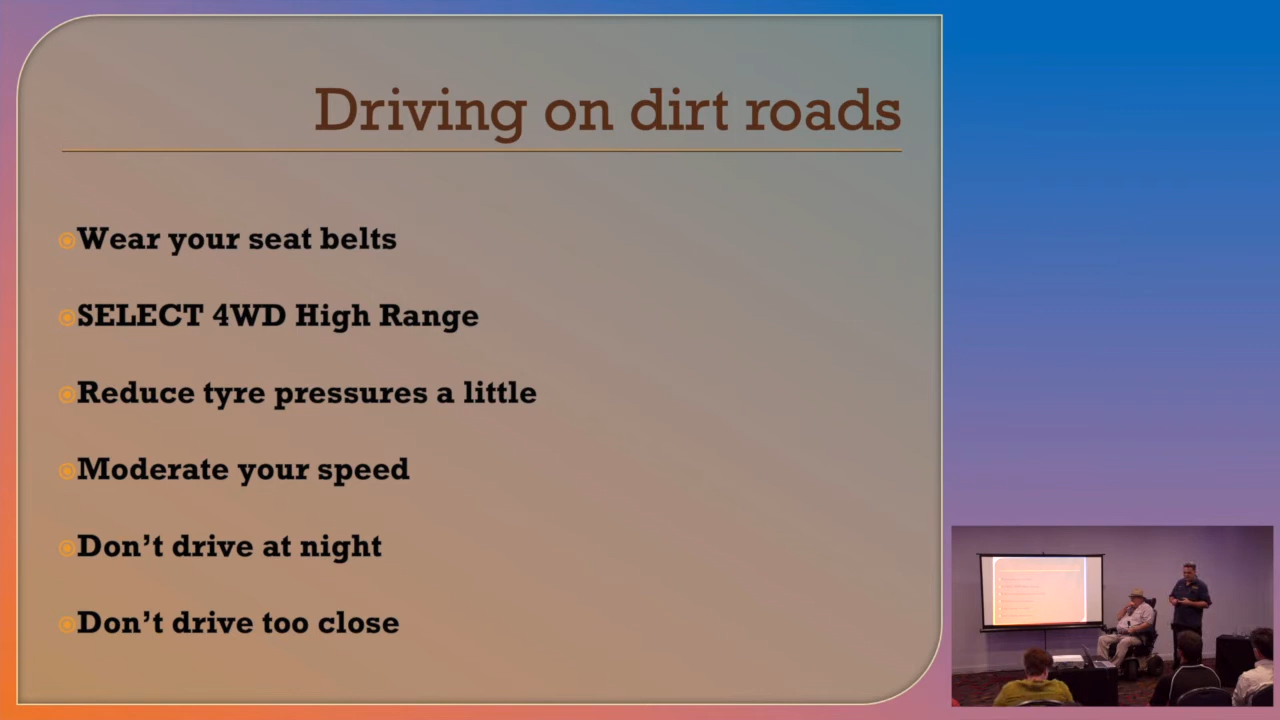 Driving on dirt roads
Wear your seat belts
SELECT 4WD High Range
Reduce tyre pressures a little
Moderate your speed
Don’t drive at night
Don’t drive too close